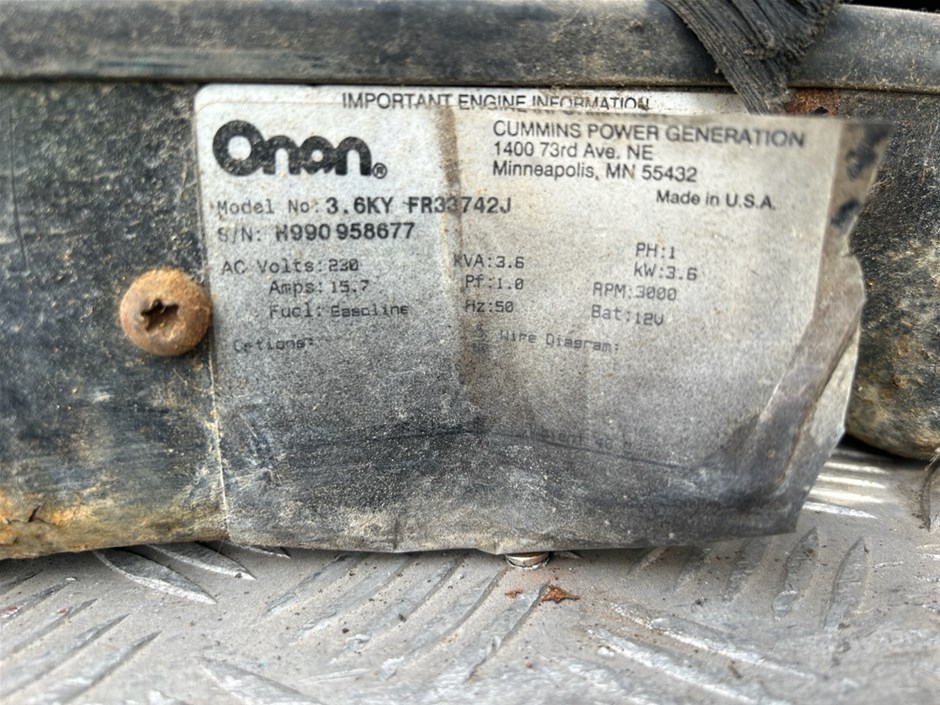 IMPORTANT ENGINE INFORMATION
Onan®
CUMMINS POWER GENERATION
1400 73rd Ave. NE
Minneapolis, MN 55432
Made in U.S.A.
Model No: 3.6KY FR33742J
S/N: H990958677
AC Volts: 230 KVA: 3.6 PH: 1
Amps: 15.7 Pf: 1.0 kW: 3.6
Fuel: Gasoline Hz: 50 RPM: 3000
Bat: 12V
Options: Wire Diagram: